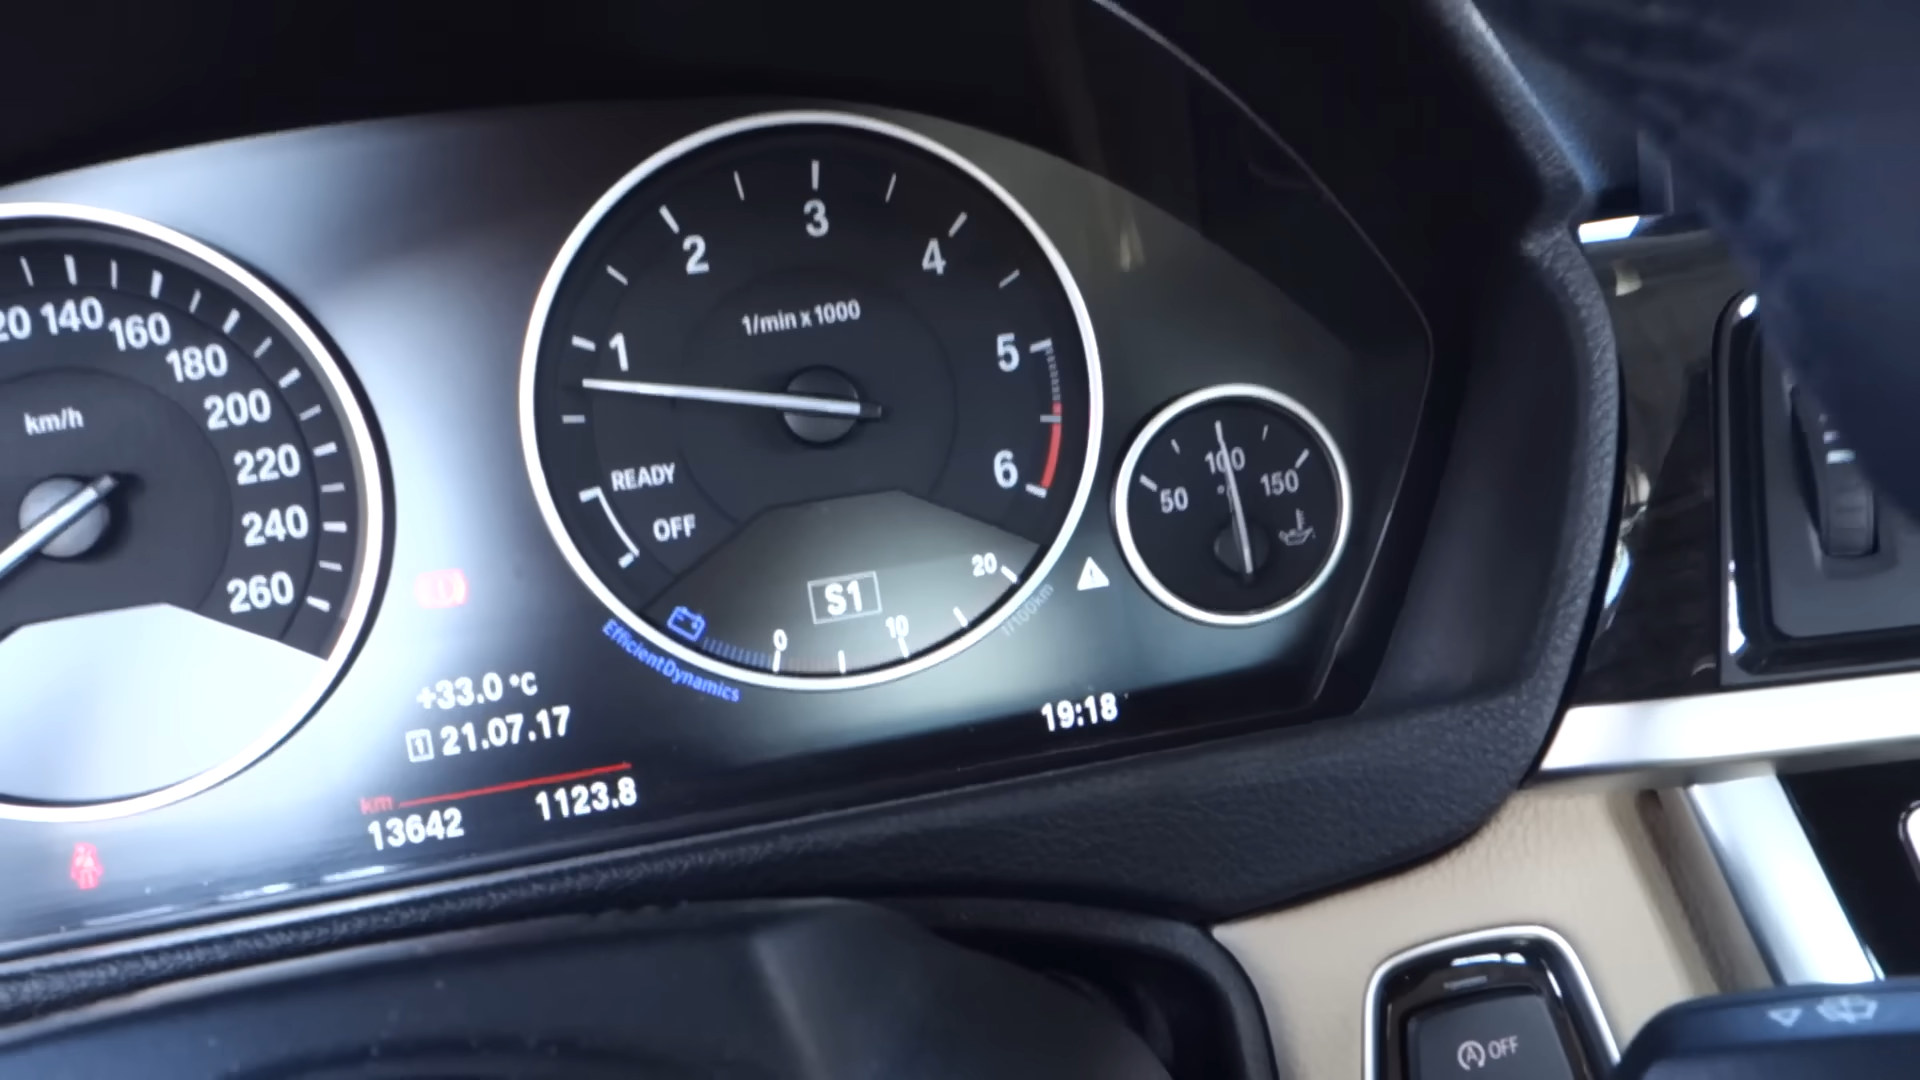 20 140 160 180 200 220 240 260
km/h
1 2 3 4 5 6
1/min x 1000
READY
OFF
S1
0 10 20
l/100km
EfficientDynamics
50 100 150
°C
+33.0 °C
1 21.07.17
19:18
km
13642 1123.8
A OFF